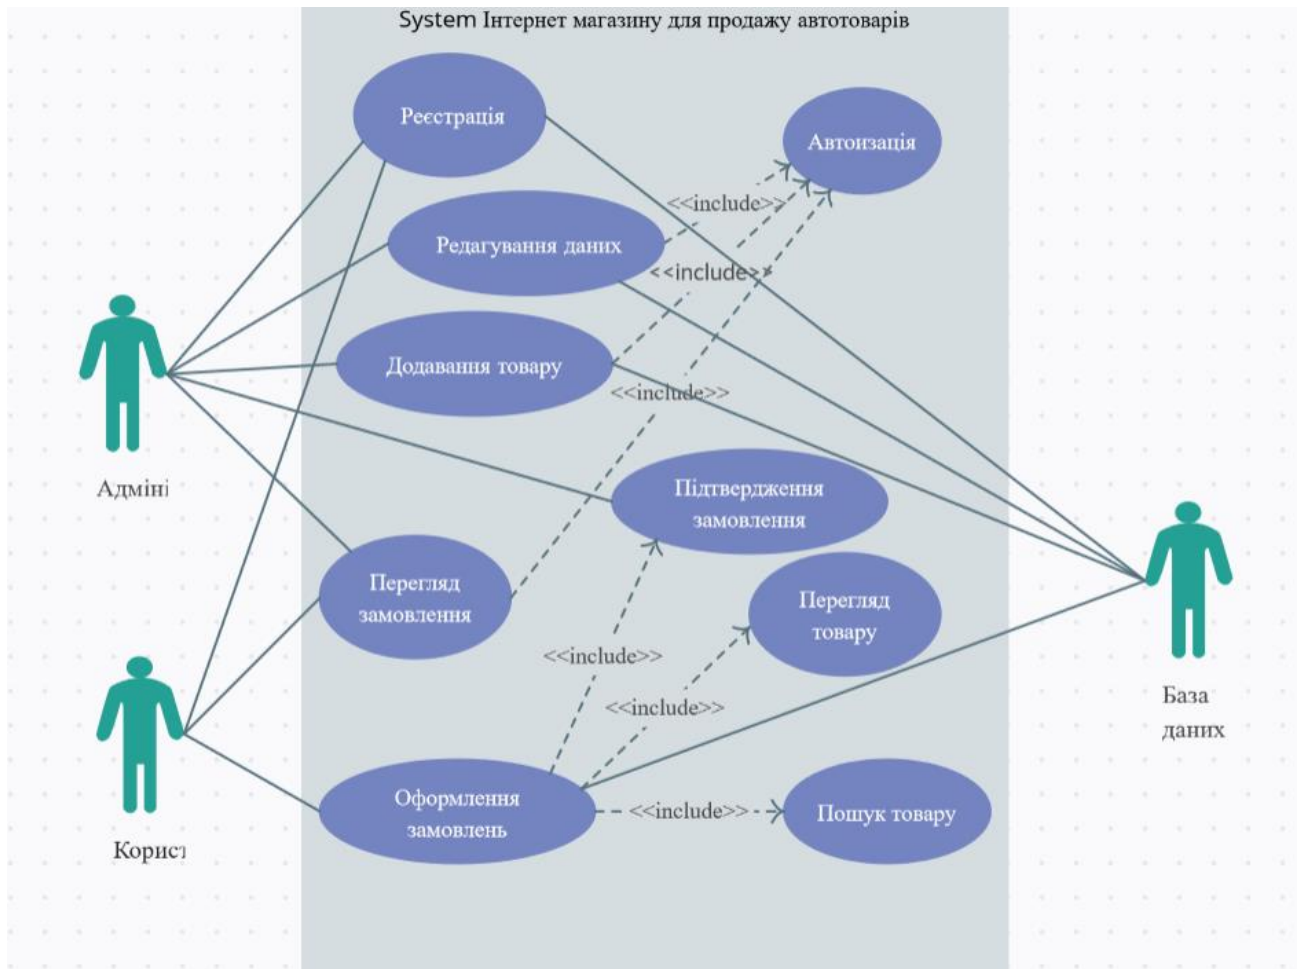 System Інтернет магазину для продажу автотоварів
Реєстрація
Автоизація
<<include>>
Редагування даних
<<include>>
Додавання товару
<<include>>
Адміні
Підтвердження
замовлення
Перегляд
замовлення
Перегляд
товару
<<include>>
<<include>>
База
даних
Оформлення
замовлень
<<include>>
Пошук товару
Корист